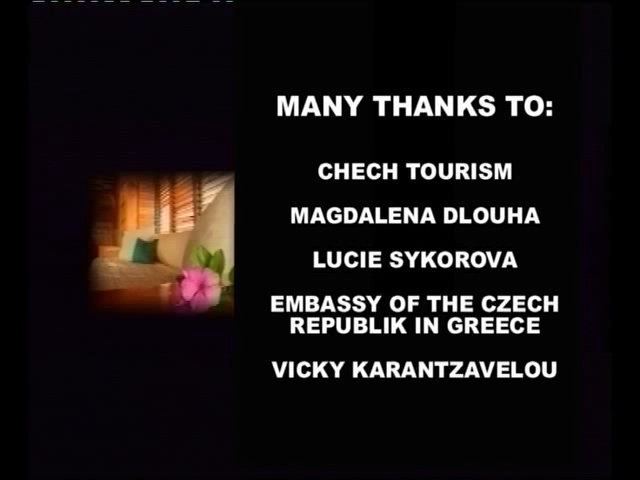 MANY THANKS TO:
CHECH TOURISM
MAGDALENA DLOUHA
LUCIE SYKOROVA
EMBASSY OF THE CZECH
REPUBLIK IN GREECE
VICKY KARANTZAVELOU